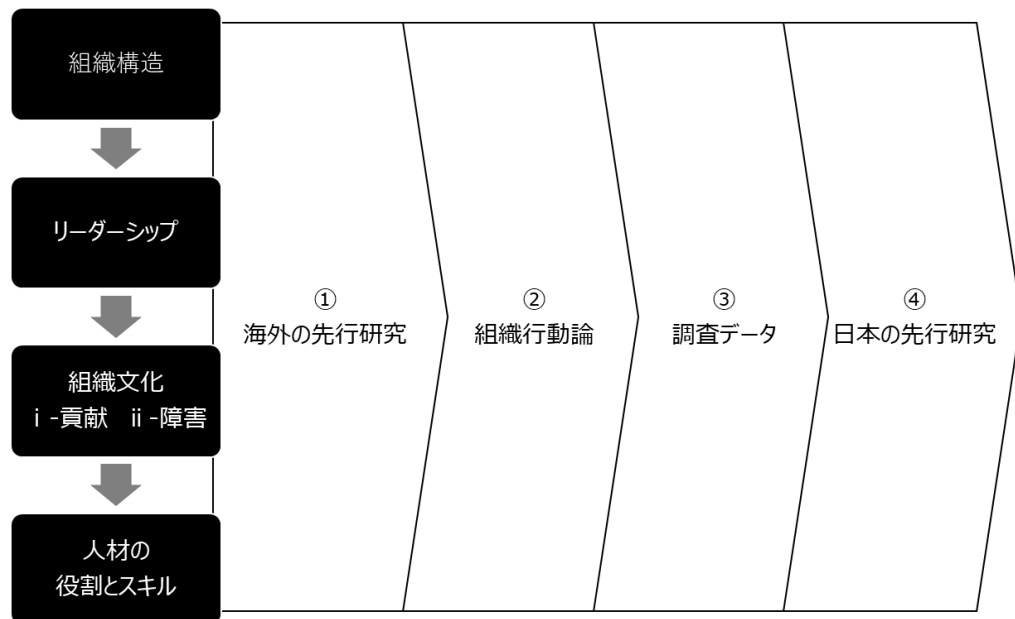 組織構造
リーダーシップ
組織文化
ⅰ-貢献 ⅱ-障害
人材の
役割とスキル
①
海外の先行研究
②
組織行動論
③
調査データ
④
日本の先行研究